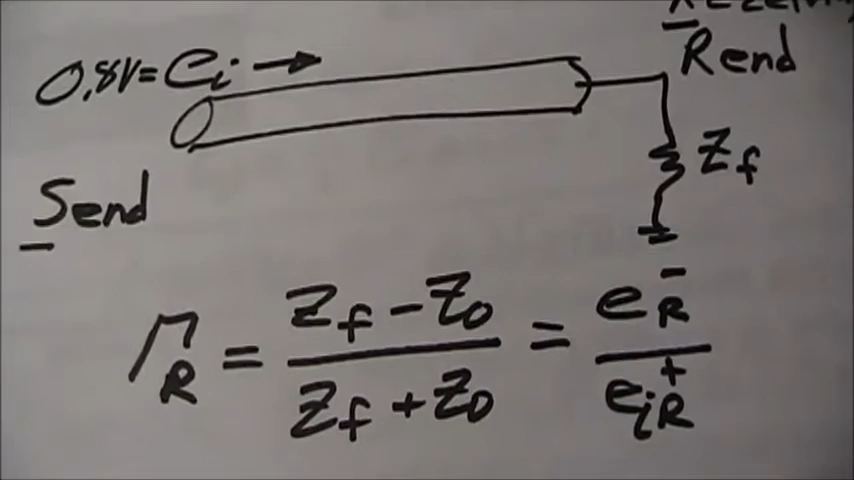 Rend
0,8V = ei →
Zf
Send
ΓR = Zf - Z0 / Zf + Z0 = eR- / eiR+